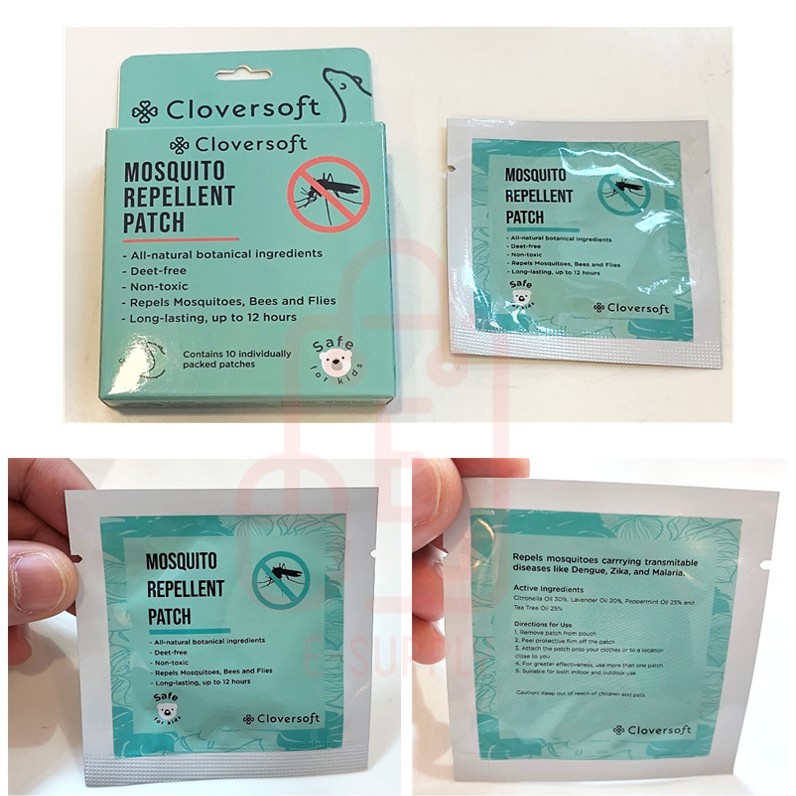 Cloversoft
Cloversoft
MOSQUITO
REPELLENT
PATCH
- All-natural botanical ingredients
- Deet-free
- Non-toxic
- Repels Mosquitoes, Bees and Flies
- Long-lasting, up to 12 hours
Contains 10 individually
packed patches
Safe
for kids
MOSQUITO
REPELLENT
PATCH
- All-natural botanical ingredients
- Deet-free
- Non-toxic
- Repels Mosquitoes, Bees and Flies
- Long-lasting, up to 12 hours
Safe
for kids
Cloversoft
MOSQUITO
REPELLENT
PATCH
- All-natural botanical ingredients
- Deet-free
- Non-toxic
- Repels Mosquitoes, Bees and Flies
- Long-lasting, up to 12 hours
Safe
for kids
Cloversoft
Repels mosquitoes carrrying transmitable
diseases like Dengue, Zika, and Malaria.
Active Ingredients
Citronella Oil 30%, Lavender Oil 20%, Peppermint Oil 25% and
Tea Tree Oil 25%
Directions for Use
1. Remove patch from pouch
2. Peel protective film off the patch
3. Attach the patch onto your clothes or to a location
close to you
4. For greater effectiveness, use more than one patch
5. Suitable for both indoor and outdoor use
Caution: Keep out of reach of children and pets.
Cloversoft
E-SUPPLY